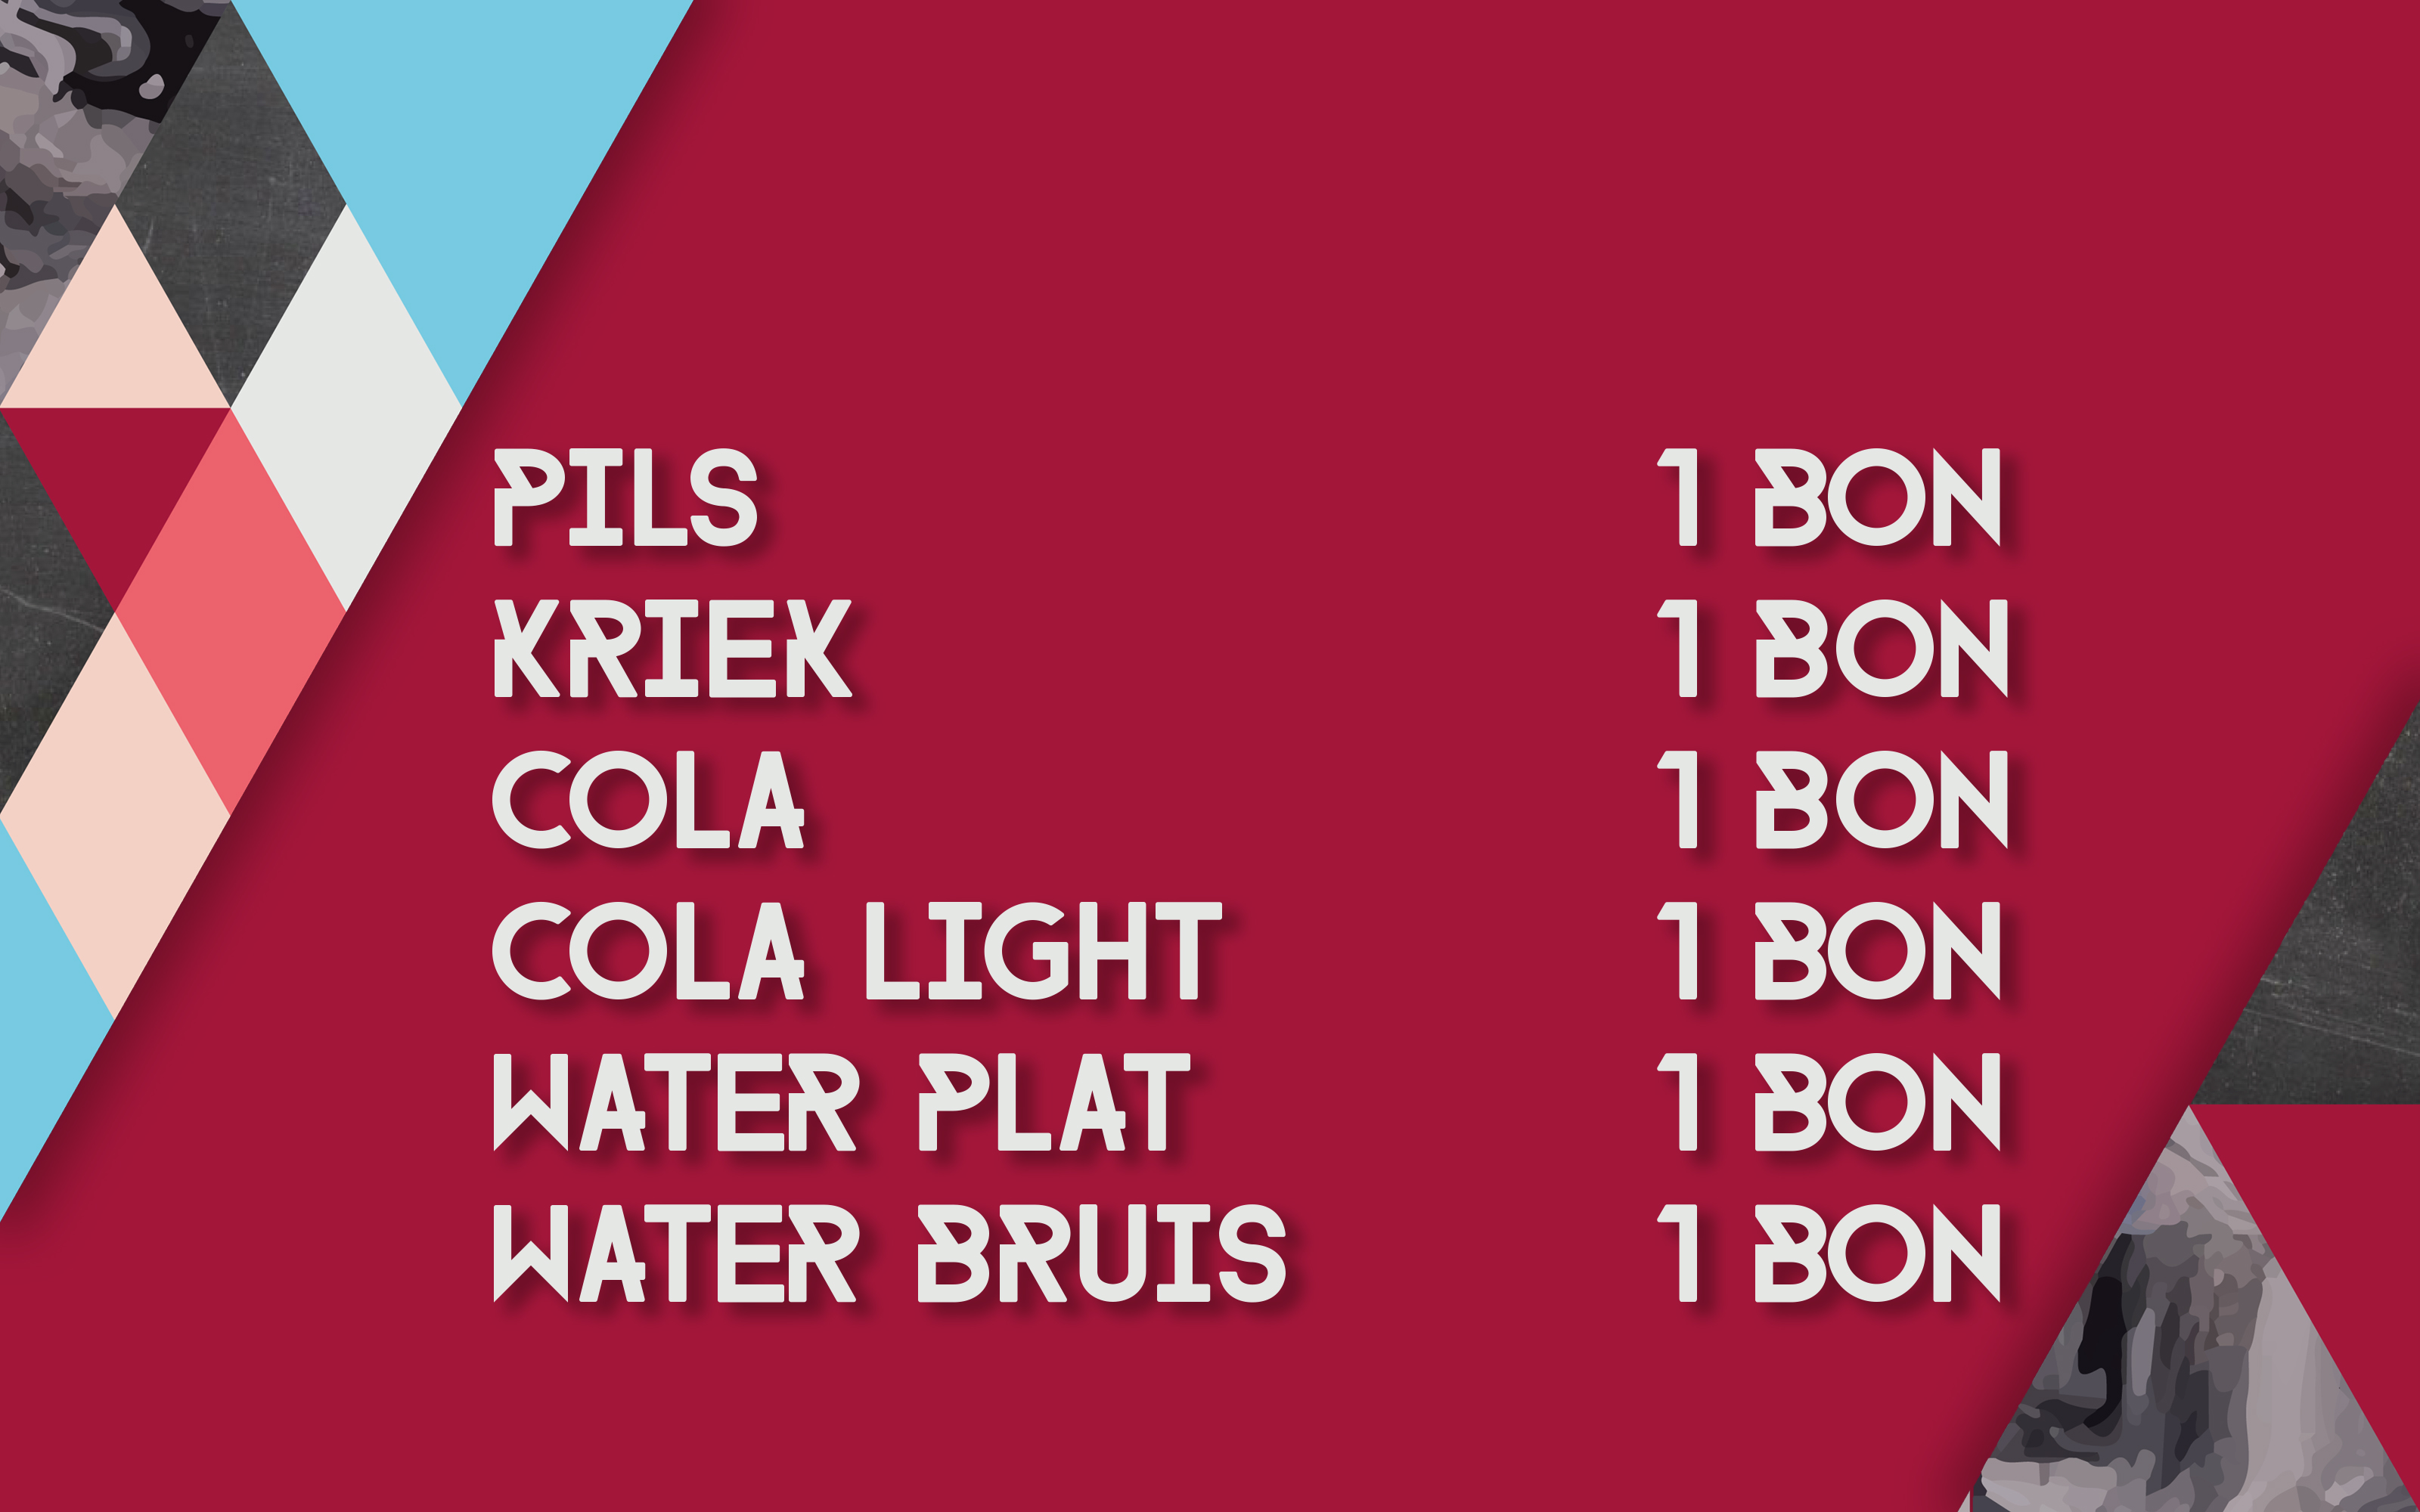 PILS 1 BON
KRIEK 1 BON
COLA 1 BON
COLA LIGHT 1 BON
WATER PLAT 1 BON
WATER BRUIS 1 BON